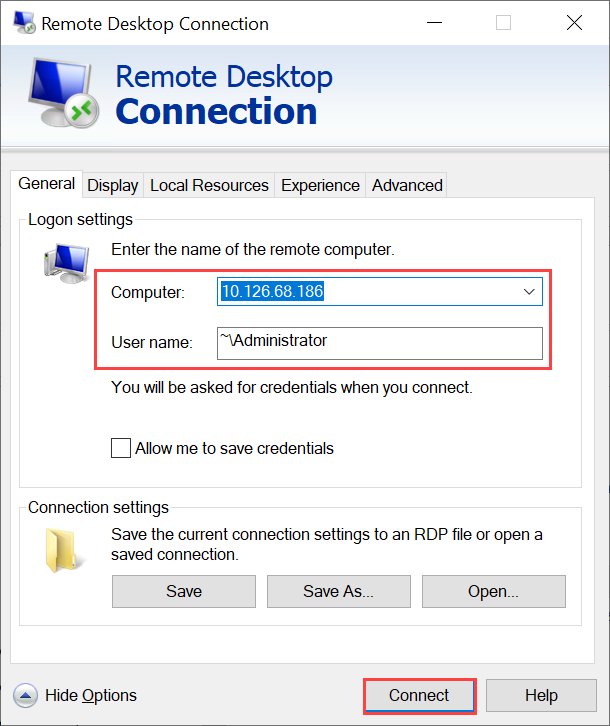 Remote Desktop Connection
Remote Desktop
Connection
General Display Local Resources Experience Advanced
Logon settings
Enter the name of the remote computer.
Computer: 10.126.68.186
User name: ~\Administrator
You will be asked for credentials when you connect.
Allow me to save credentials
Connection settings
Save the current connection settings to an RDP file or open a
saved connection.
Save Save As... Open...
Hide Options Connect Help